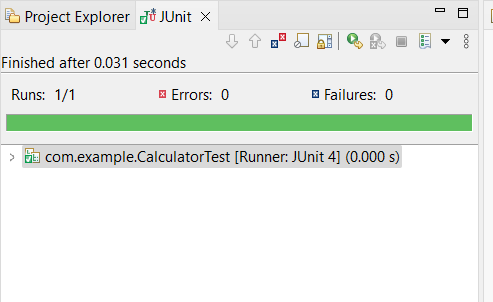 Project Explorer JUnit
Finished after 0.031 seconds
Runs: 1/1 Errors: 0 Failures: 0
com.example.CalculatorTest [Runner: JUnit 4] (0.000 s)